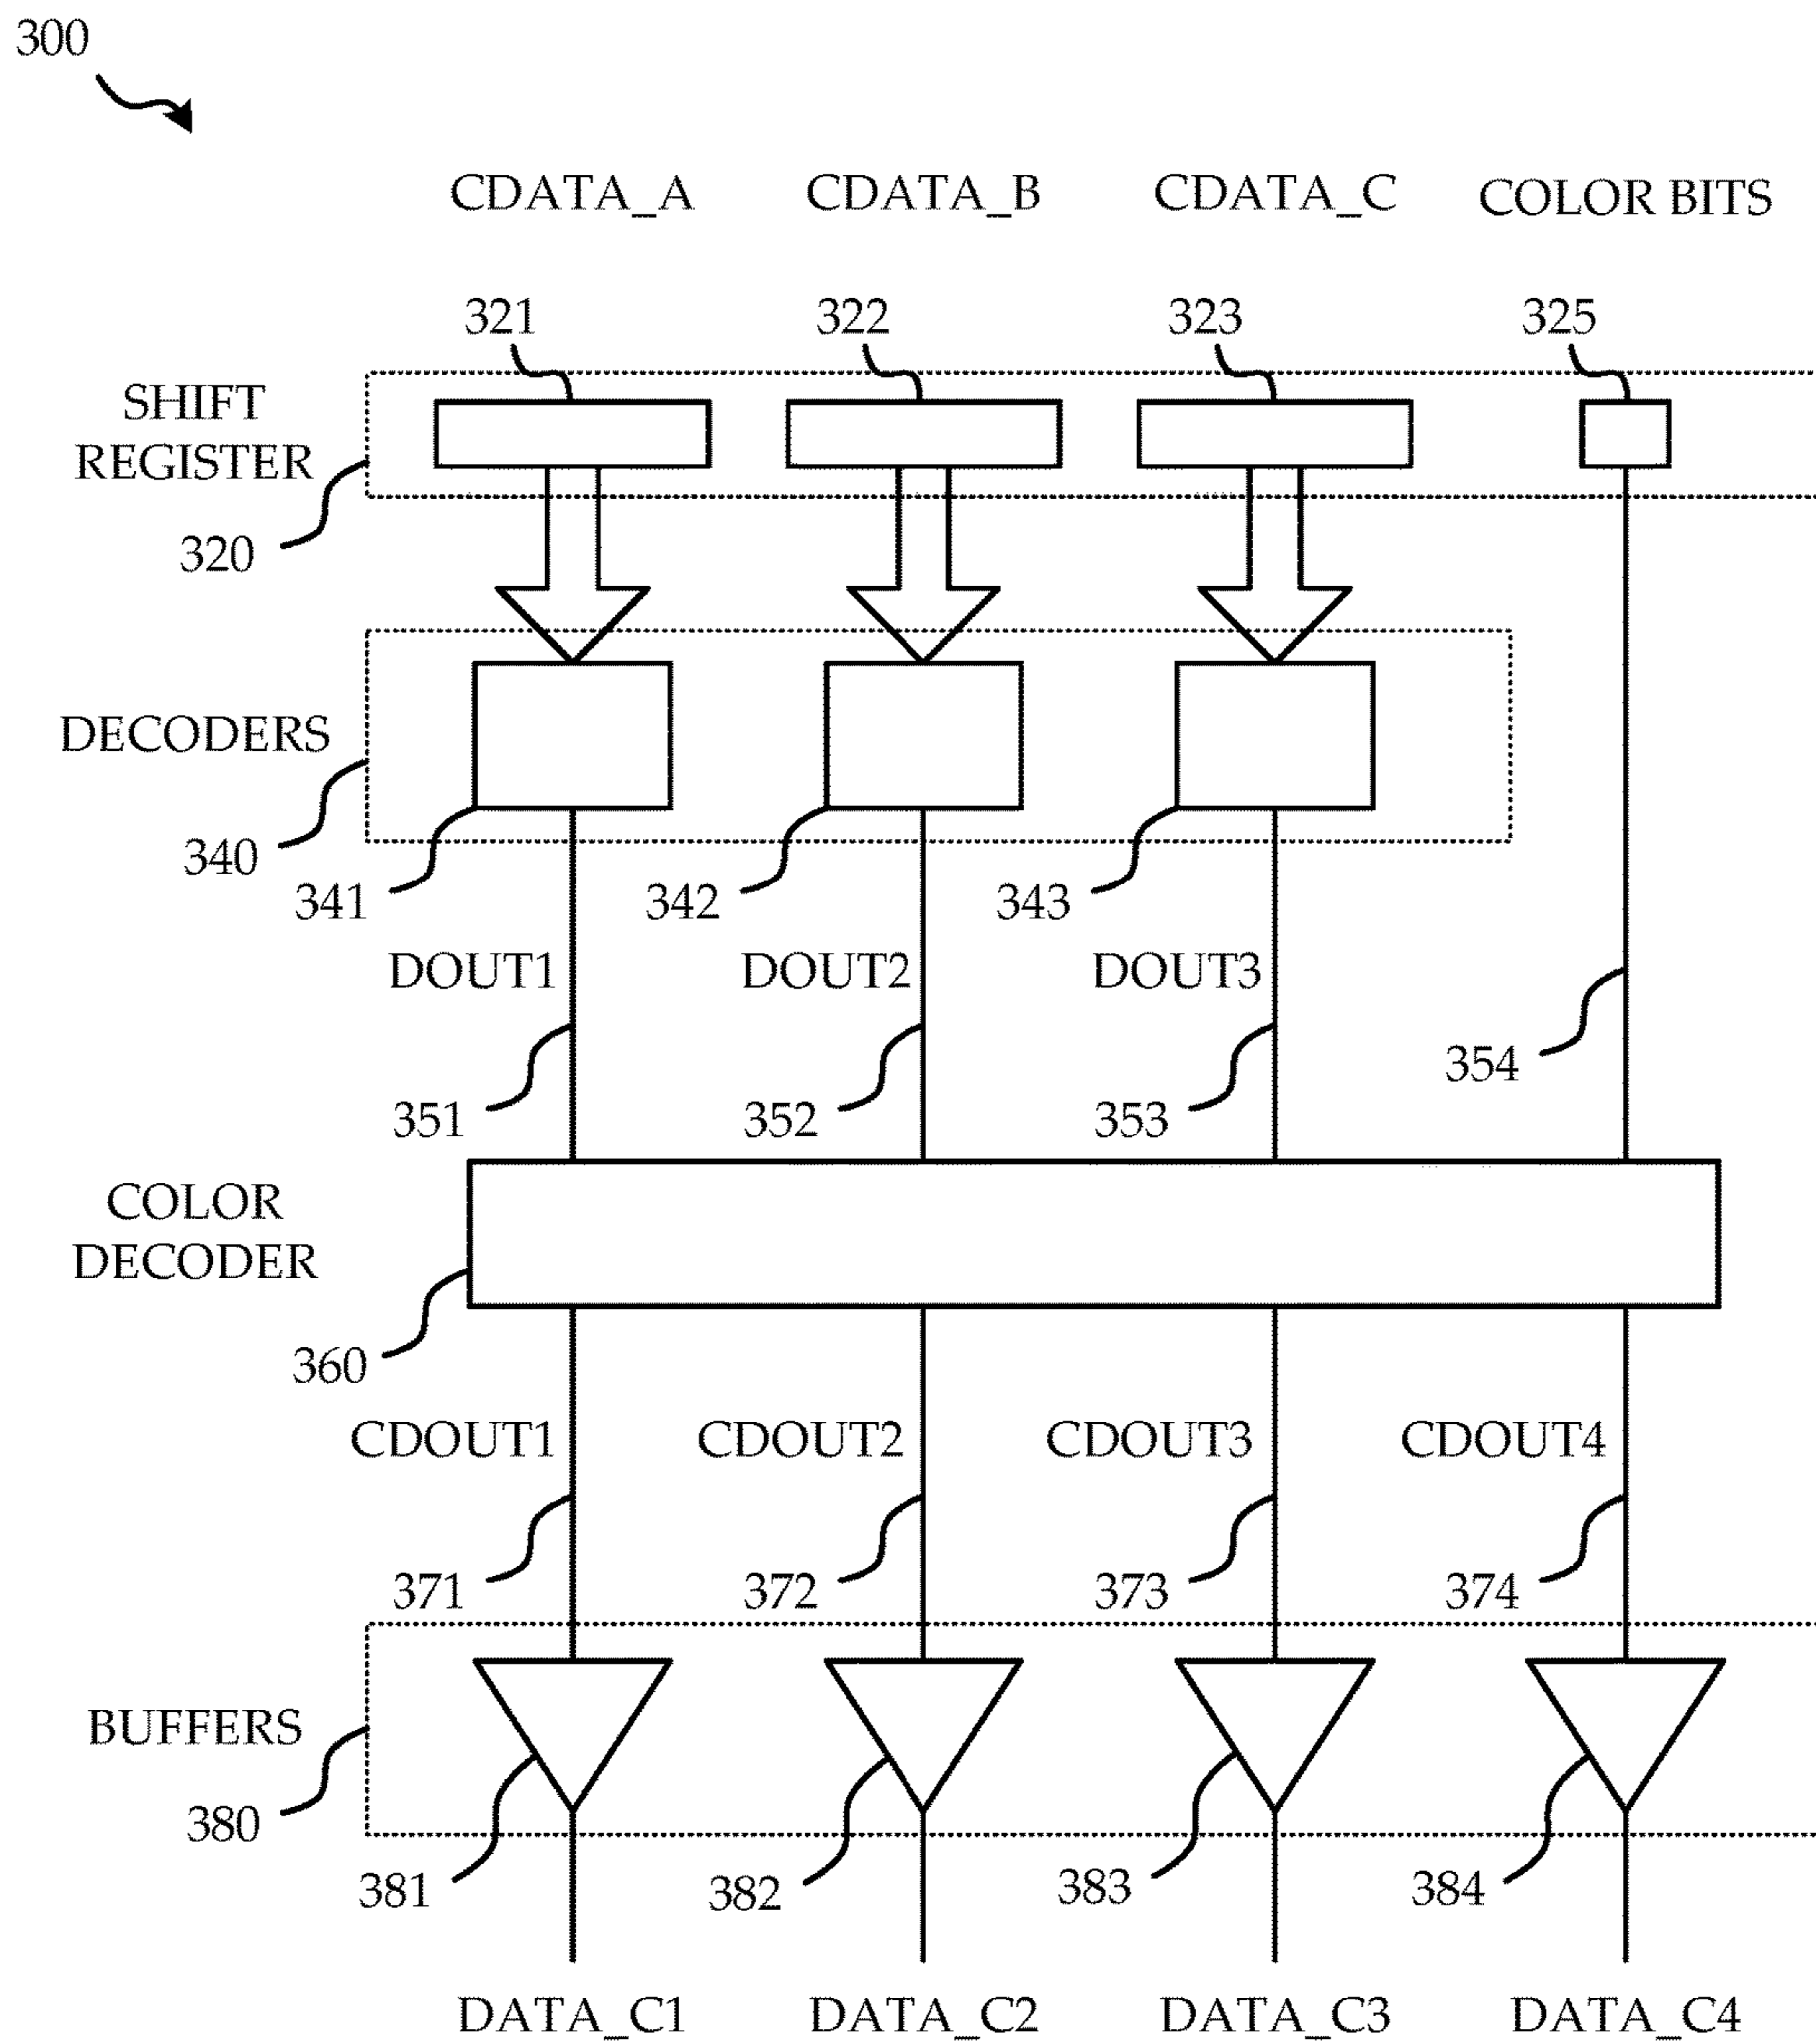 300
CDATA_A CDATA_B CDATA_C COLOR BITS
321 322 323 325
SHIFT
REGISTER
320
DECODERS
340
341 342 343
DOUT1 DOUT2 DOUT3
354
351 352 353
COLOR
DECODER
360
CDOUT1 CDOUT2 CDOUT3 CDOUT4
371 372 373 374
BUFFERS
380
381 382 383 384
DATA_C1 DATA_C2 DATA_C3 DATA_C4